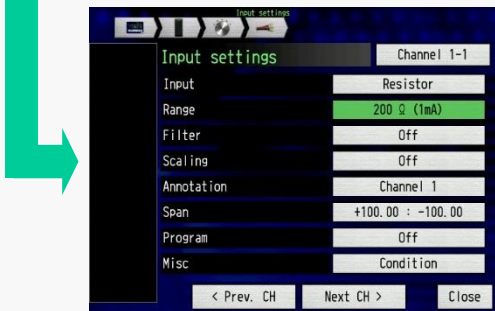 Input settings
Input settings Channel 1-1
Input Resistor
Range 200 Ω (1mA)
Filter Off
Scaling Off
Annotation Channel 1
Span +100.00 : -100.00
Program Off
Misc Condition
< Prev. CH Next CH > Close